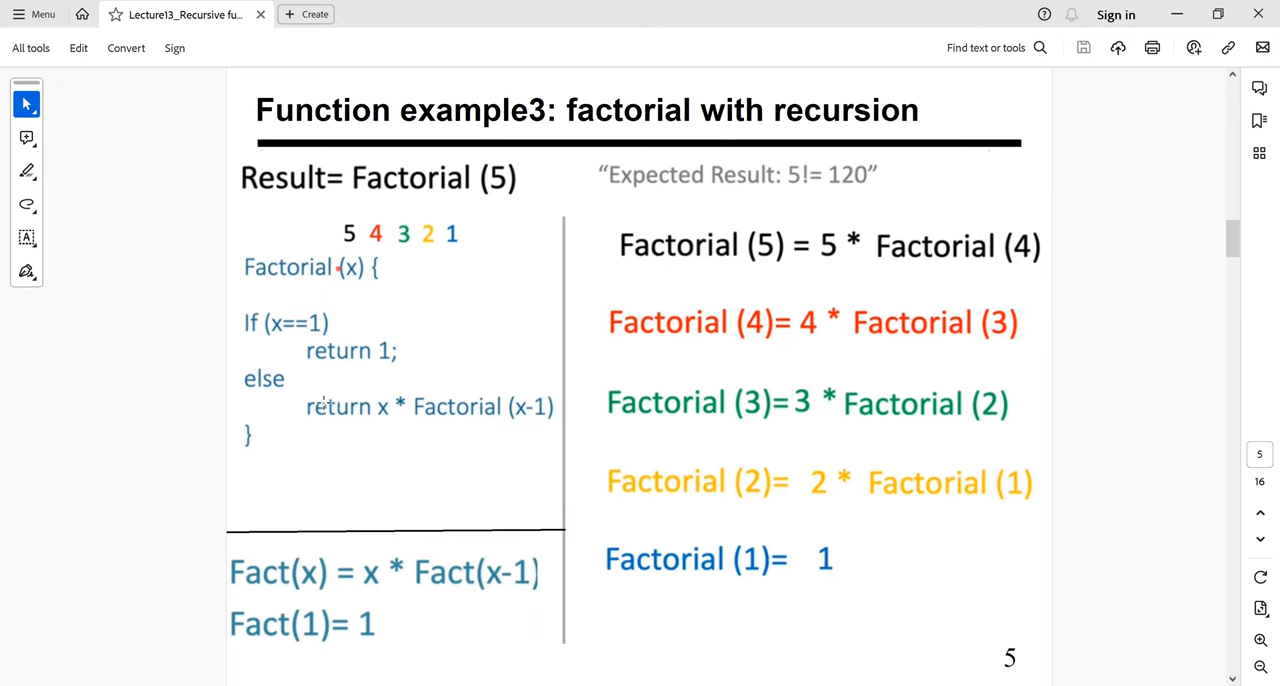 Menu
Lecture13_Recursive fu...
Create
Sign in
All tools
Edit
Convert
Sign
Find text or tools
Function example3: factorial with recursion
Result= Factorial (5)
5 4 3 2 1
Factorial (x) {
If (x==1)
return 1;
else
return x * Factorial (x-1)
}
Fact(x) = x * Fact(x-1)
Fact(1)= 1
“Expected Result: 5!= 120”
Factorial (5) = 5 * Factorial (4)
Factorial (4)= 4 * Factorial (3)
Factorial (3)= 3 * Factorial (2)
Factorial (2)= 2 * Factorial (1)
Factorial (1)= 1
5
5
16